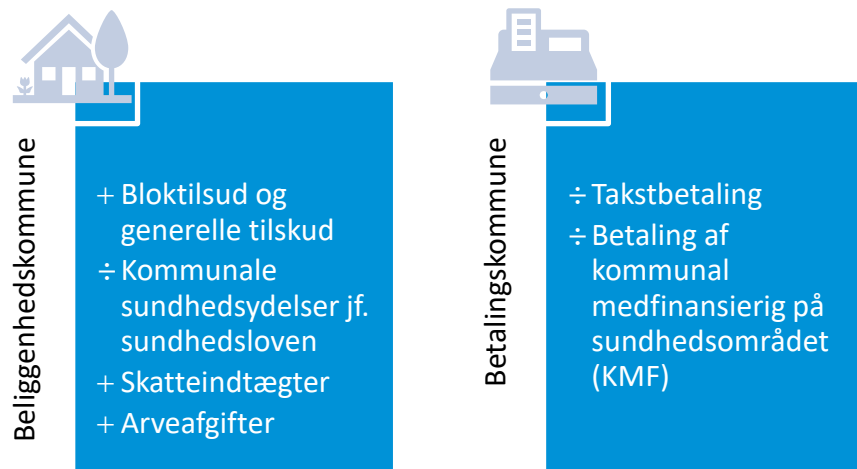 Beliggenhedskommune
+ Bloktilsud og
generelle tilskud
÷ Kommunale
sundhedsydelser jf.
sundhedsloven
+ Skatteindtægter
+ Arveafgifter
Betalingskommune
÷ Takstbetaling
÷ Betaling af
kommunal
medfinansierig på
sundhedsområdet
(KMF)